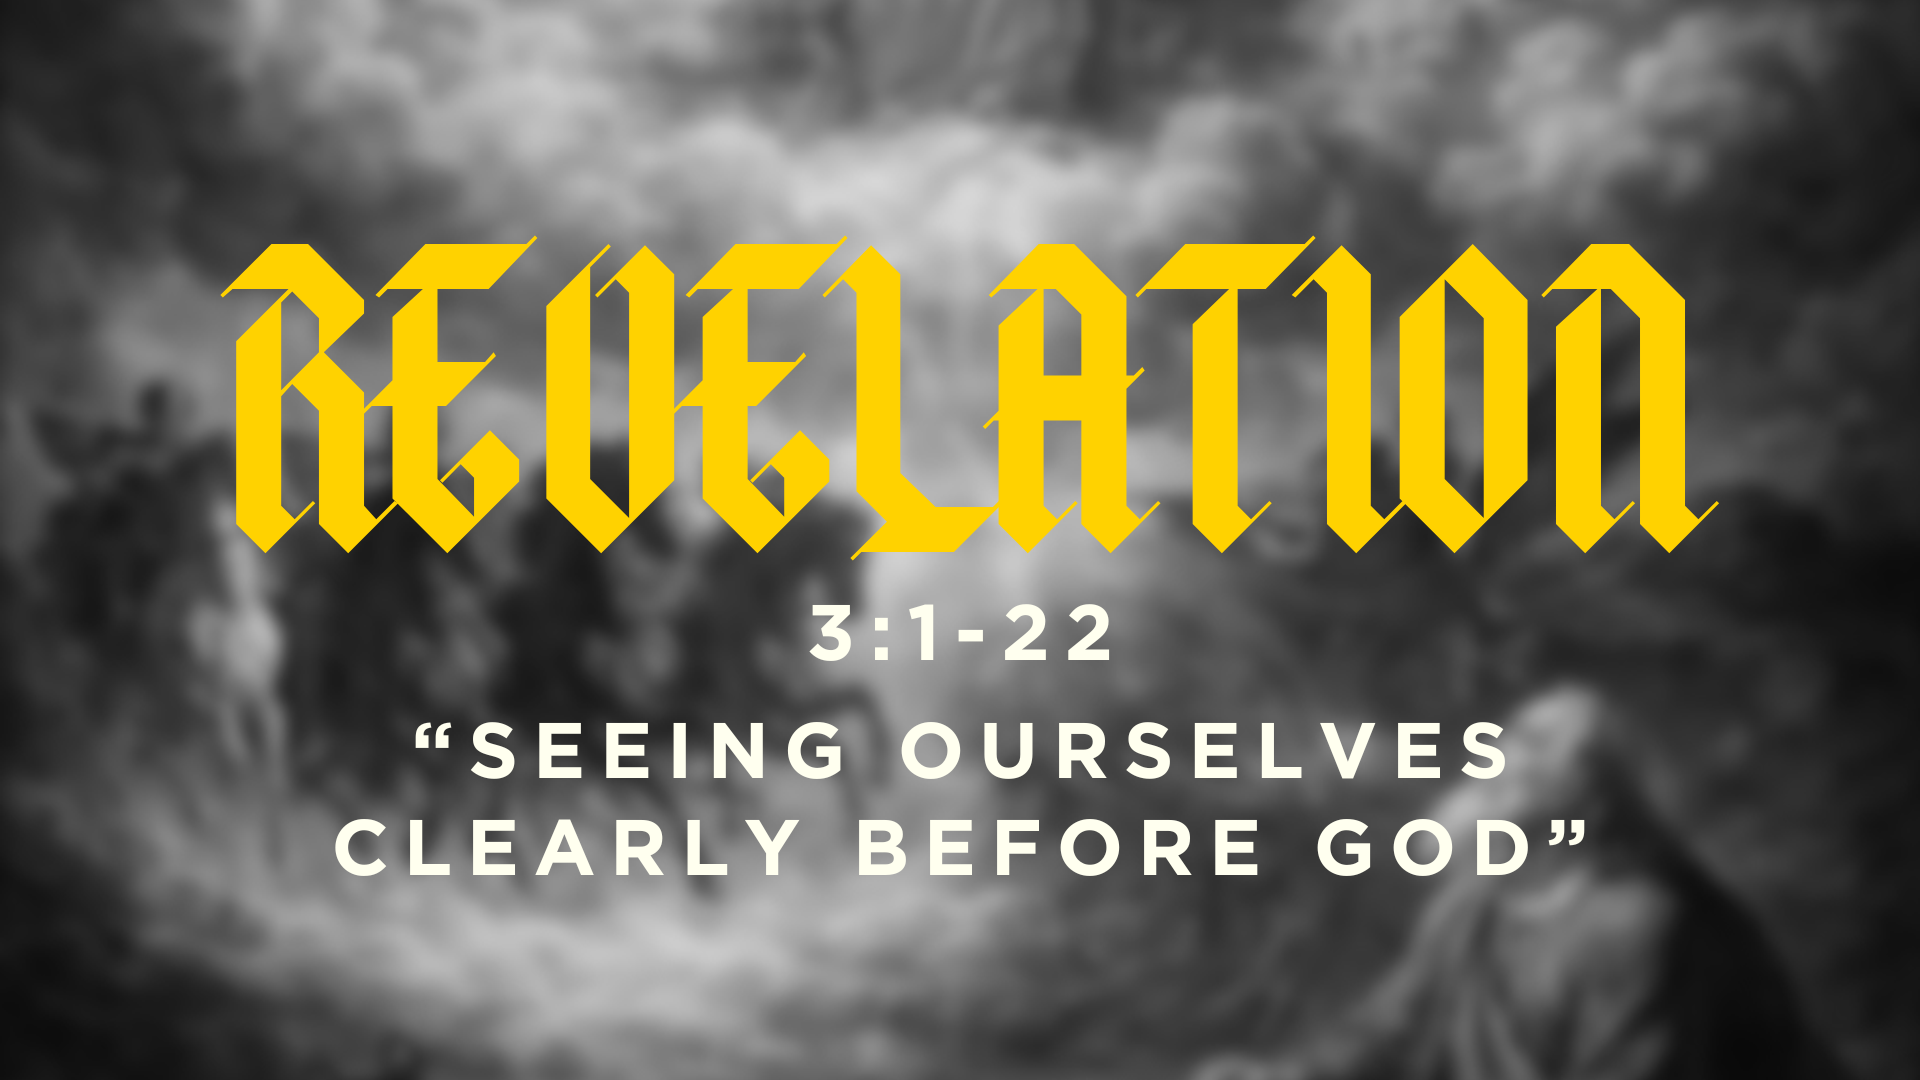 REVELATION
3:1-22
“SEEING OURSELVES
CLEARLY BEFORE GOD”